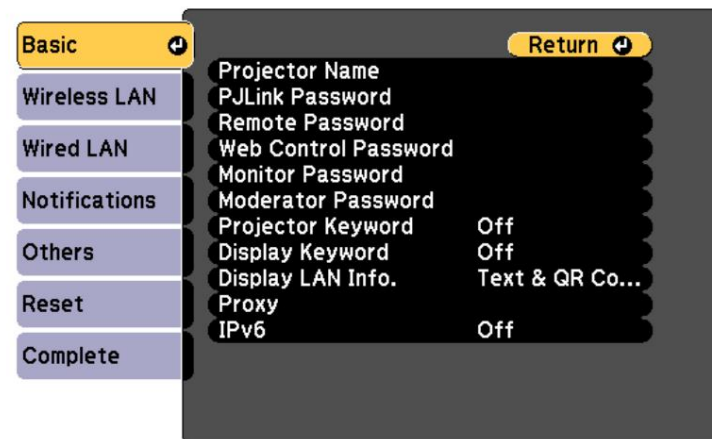 Basic
Wireless LAN
Wired LAN
Notifications
Others
Reset
Complete
Return
Projector Name
PJLink Password
Remote Password
Web Control Password
Monitor Password
Moderator Password
Projector Keyword Off
Display Keyword Off
Display LAN Info. Text & QR Co...
Proxy
IPv6 Off